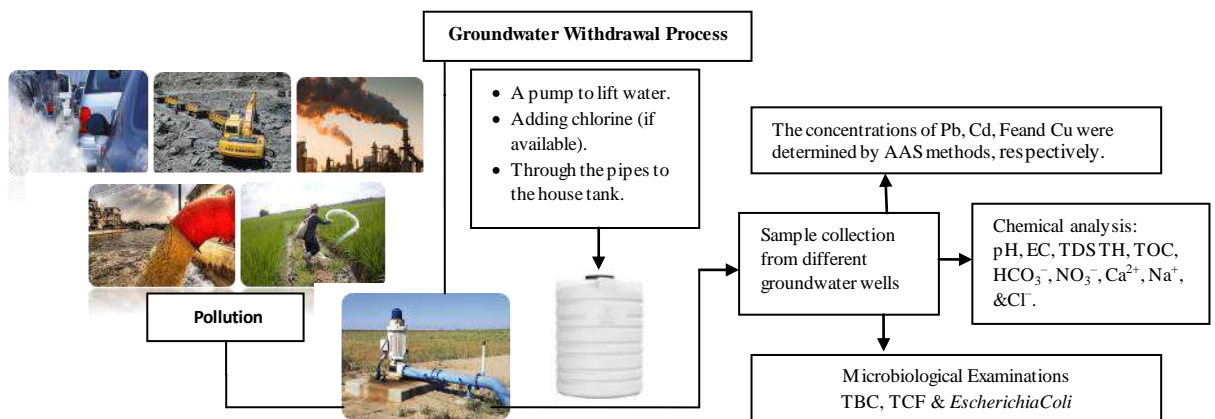 Groundwater Withdrawal Process
• A pump to lift water.
• Adding chlorine (if
available).
• Through the pipes to
the house tank.
The concentrations of Pb, Cd, Feand Cu were
determined by AAS methods, respectively.
Sample collection
from different
groundwater wells
Chemical analysis:
pH, EC, TDS TH, TOC,
HCO₃⁻, NO₃⁻, Ca²⁺, Na⁺,
&Cl⁻.
Pollution
Microbiological Examinations
TBC, TCF & EscherichiaColi